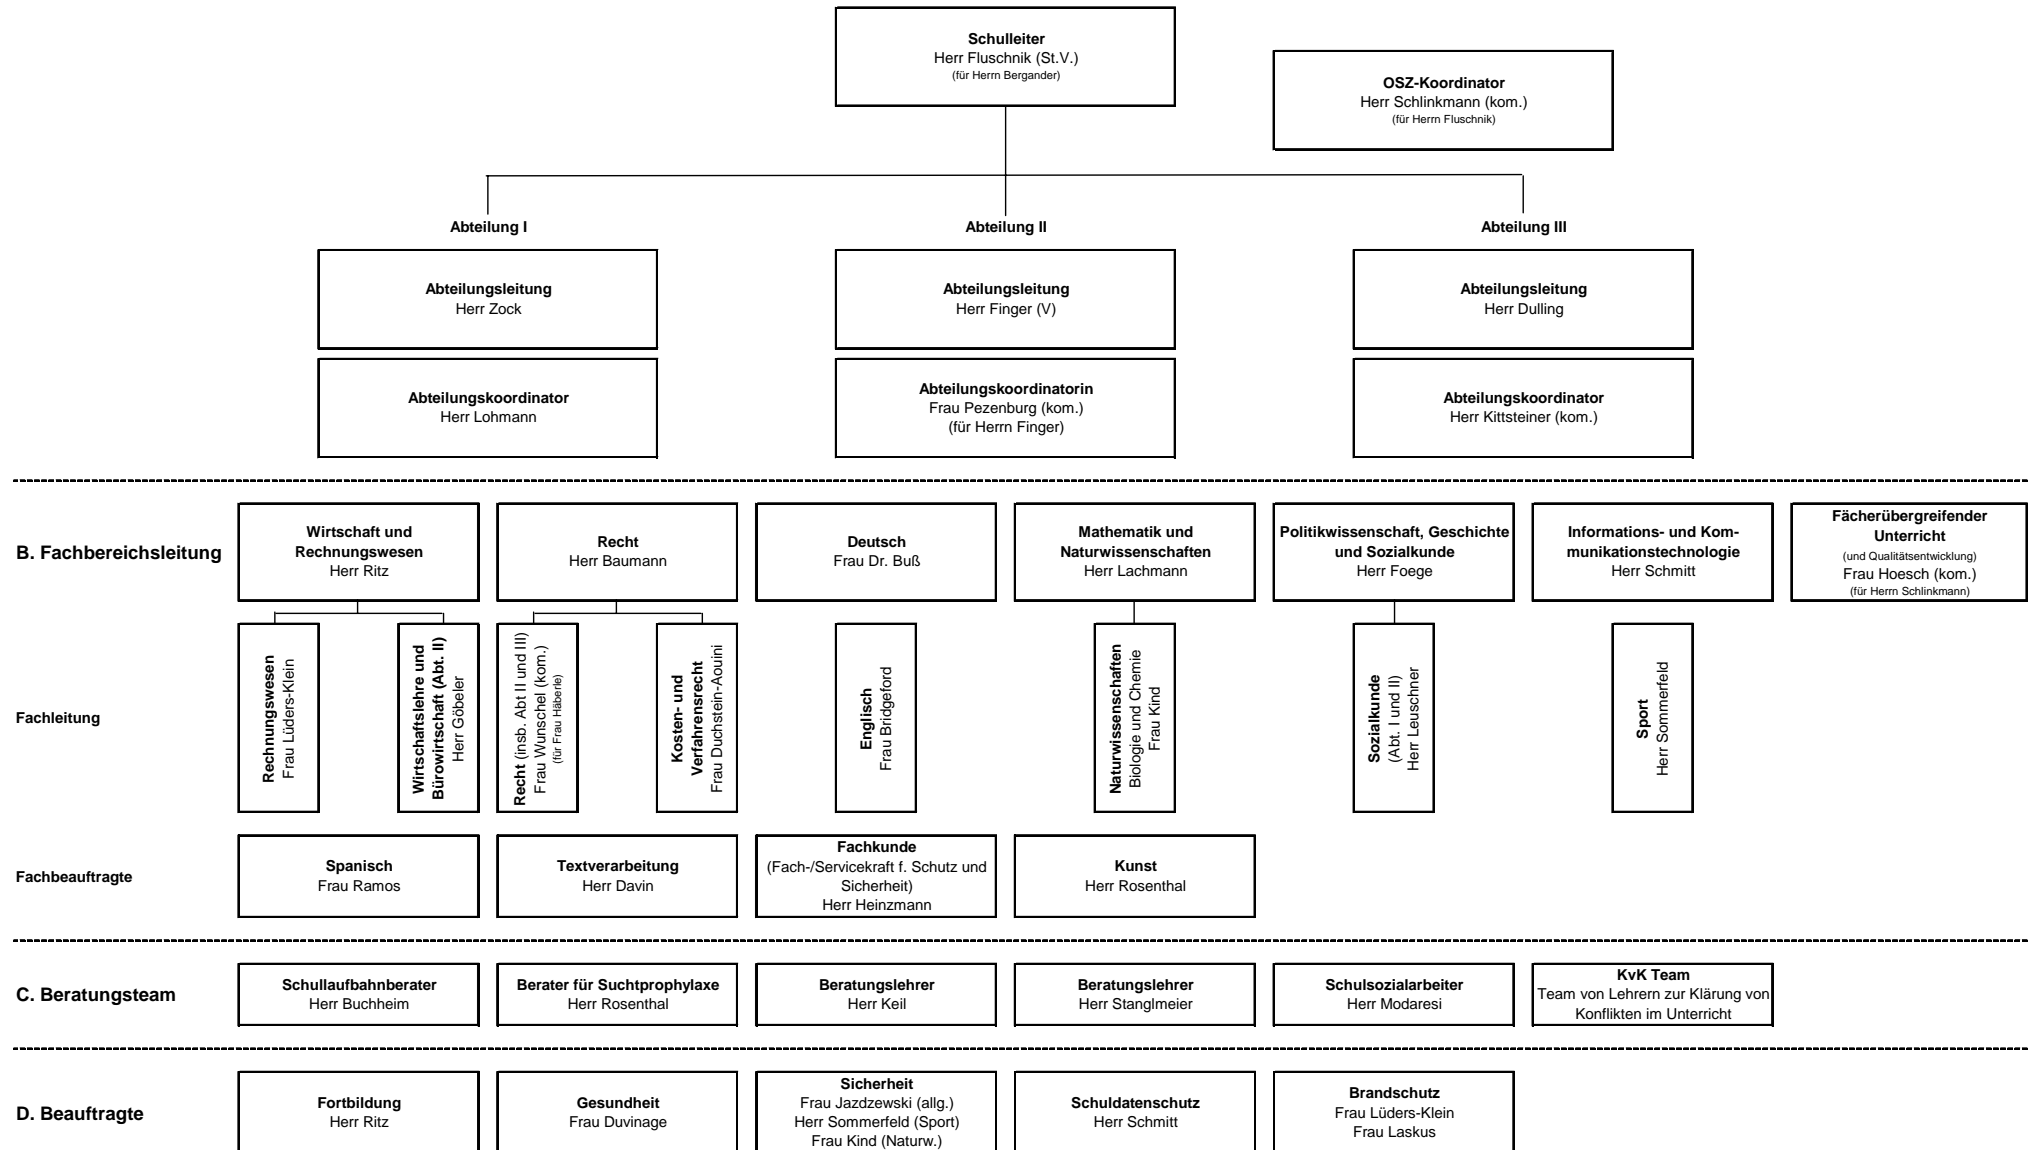 Schulleiter
Herr Fluschnik (St.V.)
(für Herrn Bergander)
OSZ-Koordinator
Herr Schlinkmann (kom.)
(für Herrn Fluschnik)
Abteilung I
Abteilung II
Abteilung III
Abteilungsleitung
Herr Zock
Abteilungsleitung
Herr Finger (V)
Abteilungsleitung
Herr Dulling
Abteilungskoordinator
Herr Lohmann
Abteilungskoordinatorin
Frau Pezenburg (kom.)
(für Herrn Finger)
Abteilungskoordinator
Herr Kittsteiner (kom.)
B. Fachbereichsleitung
Wirtschaft und
Rechnungswesen
Herr Ritz
Recht
Herr Baumann
Deutsch
Frau Dr. Buß
Mathematik und
Naturwissenschaften
Herr Lachmann
Politikwissenschaft, Geschichte
und Sozialkunde
Herr Foege
Informations- und Kom-
munikationstechnologie
Herr Schmitt
Fächerübergreifender
Unterricht
(und Qualitätsentwicklung)
Frau Hoesch (kom.)
(für Herrn Schlinkmann)
Fachleitung
Rechnungswesen
Frau Lüders-Klein
Wirtschaftslehre und
Bürowirtschaft (Abt. II)
Herr Göbeler
Recht (insb. Abt II und III)
Frau Wunschel (kom.)
(für Frau Häberle)
Kosten- und
Verfahrensrecht
Frau Duchstein-Aouini
Englisch
Frau Bridgeford
Naturwissenschaften
Biologie und Chemie
Frau Kind
Sozialkunde
(Abt. I und II)
Herr Leuschner
Sport
Herr Sommerfeld
Fachbeauftragte
Spanisch
Frau Ramos
Textverarbeitung
Herr Davin
Fachkunde
(Fach-/Servicekraft f. Schutz und
Sicherheit)
Herr Heinzmann
Kunst
Herr Rosenthal
C. Beratungsteam
Schullaufbahnberater
Herr Buchheim
Berater für Suchtprophylaxe
Herr Rosenthal
Beratungslehrer
Herr Keil
Beratungslehrer
Herr Stanglmeier
Schulsozialarbeiter
Herr Modaresi
KvK Team
Team von Lehrern zur Klärung von
Konflikten im Unterricht
D. Beauftragte
Fortbildung
Herr Ritz
Gesundheit
Frau Duvinage
Sicherheit
Frau Jazdzewski (allg.)
Herr Sommerfeld (Sport)
Frau Kind (Naturw.)
Schuldatenschutz
Herr Schmitt
Brandschutz
Frau Lüders-Klein
Frau Laskus